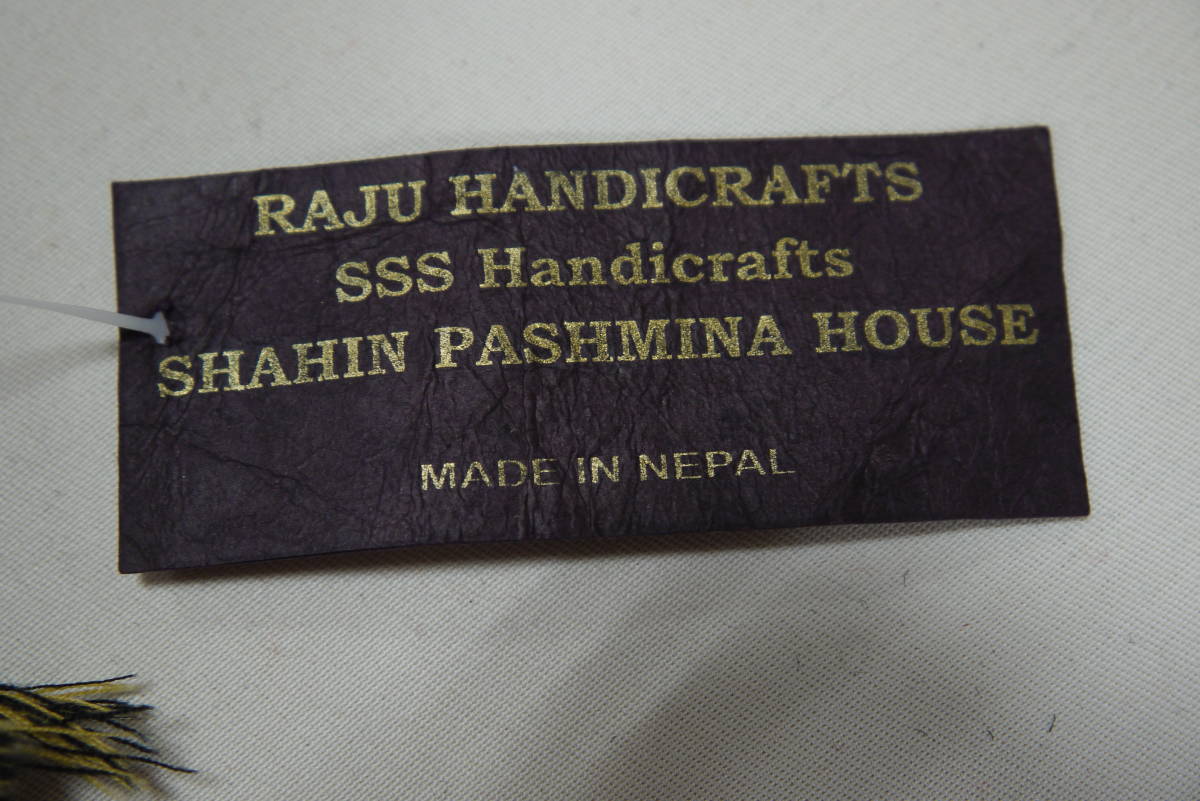 RAJU HANDICRAFTS
SSS Handicrafts
SHAHIN PASHMINA HOUSE
MADE IN NEPAL